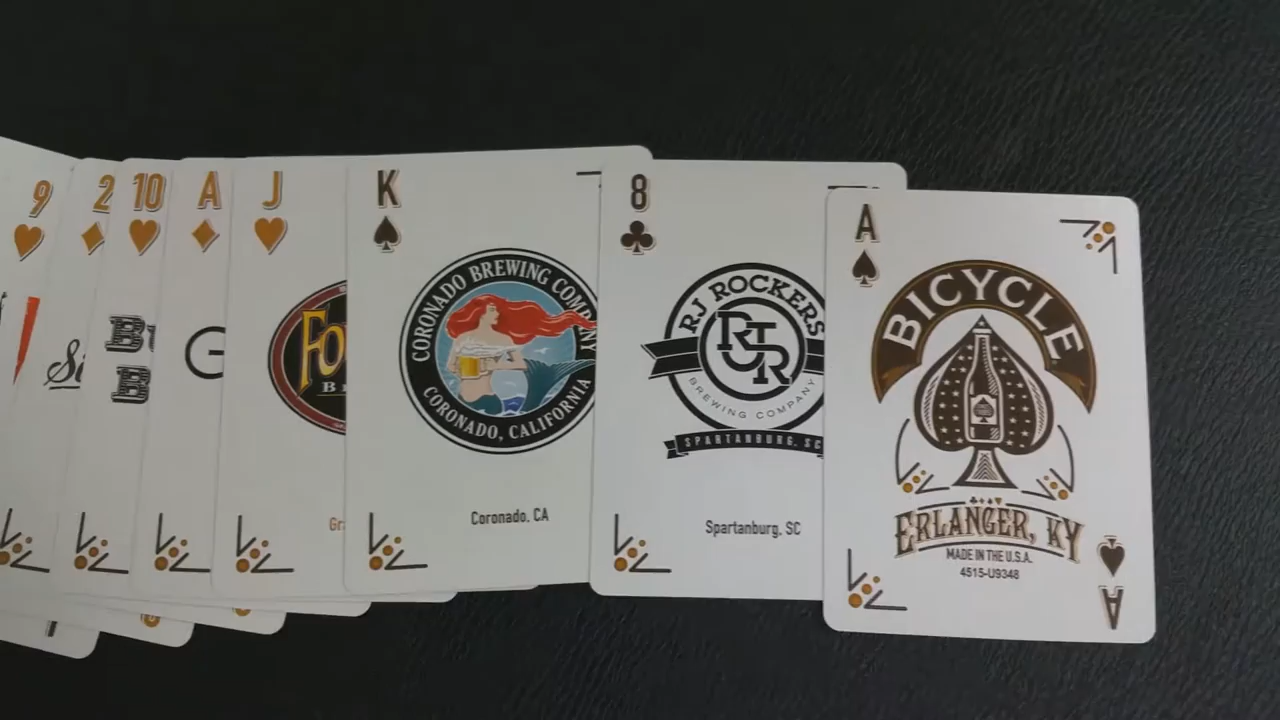 9
2
10
A
J
K
CORONADO BREWING COMPANY
CORONADO, CALIFORNIA
Coronado, CA
8
RJ ROCKERS
RJR
BREWING COMPANY
SPARTANBURG, SC
Spartanburg, SC
A
BICYCLE
ERLANGER, KY
MADE IN THE U.S.A.
4515-U9348
A